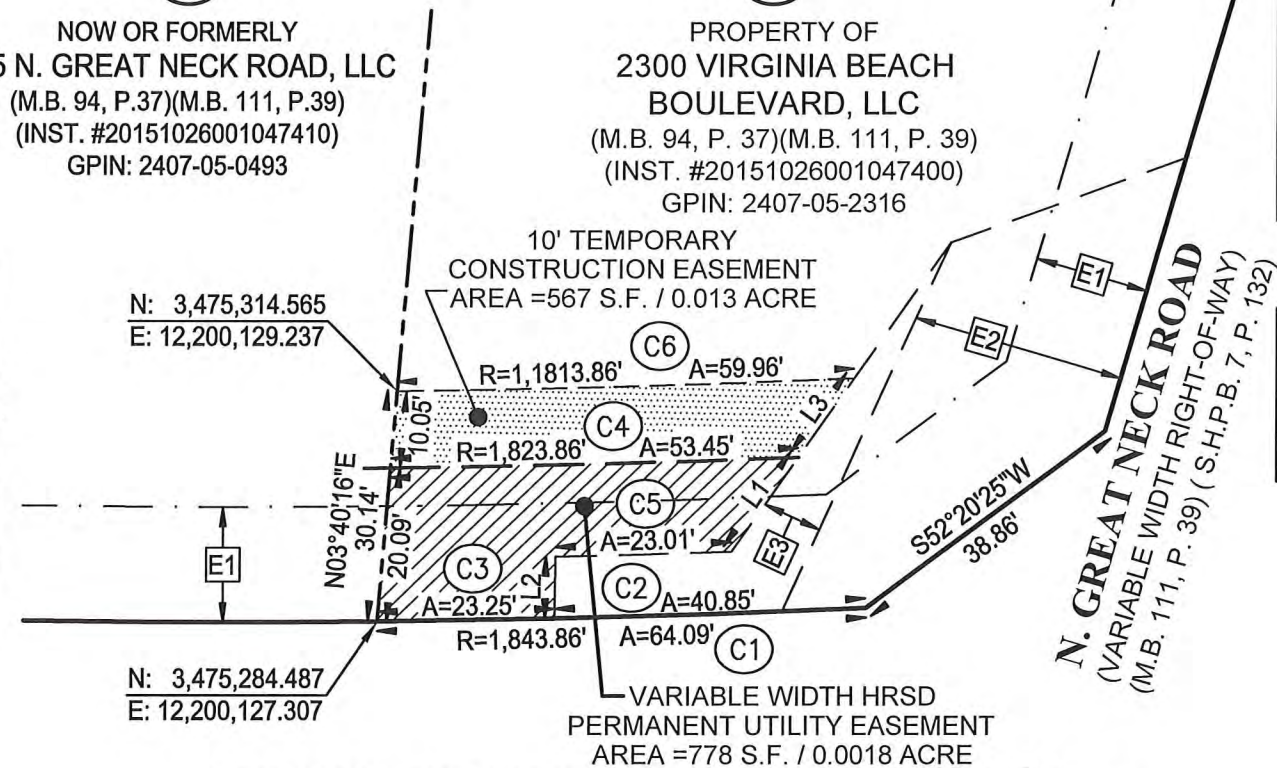 NOW OR FORMERLY
5 N. GREAT NECK ROAD, LLC
(M.B. 94, P.37)(M.B. 111, P.39)
(INST. #20151026001047410)
GPIN: 2407-05-0493
PROPERTY OF
2300 VIRGINIA BEACH
BOULEVARD, LLC
(M.B. 94, P. 37)(M.B. 111, P. 39)
(INST. #20151026001047400)
GPIN: 2407-05-2316
10' TEMPORARY
CONSTRUCTION EASEMENT
AREA =567 S.F. / 0.013 ACRE
N: 3,475,314.565
E: 12,200,129.237
C6
R=1,1813.86' A=59.96'
10.05'
C4
L3
R=1,823.86' A=53.45'
N03°40'16"E
30.14'
20.09'
C5
L1
A=23.01'
E1
E2
E3
E1
C3
L2
C2
A=23.25'
A=40.85'
R=1,843.86' A=64.09'
C1
S52°20'25"W
38.86'
N. GREAT NECK ROAD
(VARIABLE WIDTH RIGHT-OF-WAY)
(M.B. 111, P. 39) ( S.H.P.B. 7, P. 132)
N: 3,475,284.487
E: 12,200,127.307
VARIABLE WIDTH HRSD
PERMANENT UTILITY EASEMENT
AREA =778 S.F. / 0.0018 ACRE